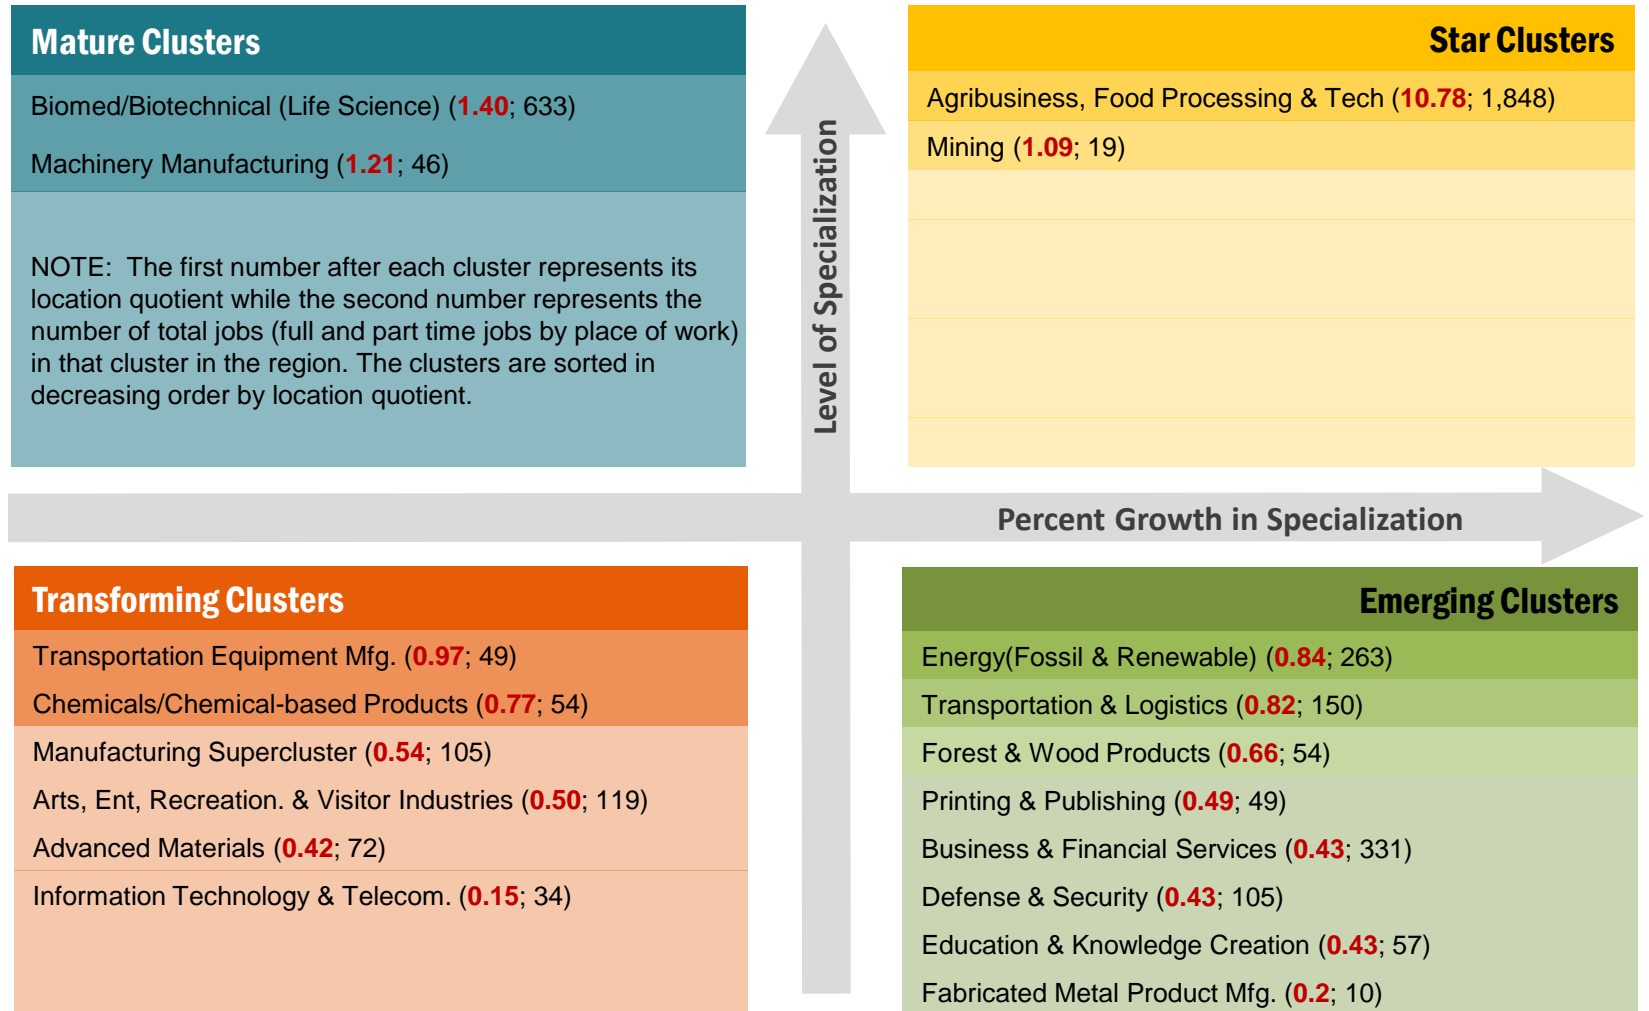 Mature Clusters
Biomed/Biotechnical (Life Science) (1.40; 633)
Machinery Manufacturing (1.21; 46)
NOTE:  The first number after each cluster represents its
location quotient while the second number represents the
number of total jobs (full and part time jobs by place of work)
in that cluster in the region. The clusters are sorted in
decreasing order by location quotient.
Level of Specialization
Star Clusters
Agribusiness, Food Processing & Tech (10.78; 1,848)
Mining (1.09; 19)
Percent Growth in Specialization
Transforming Clusters
Transportation Equipment Mfg. (0.97; 49)
Chemicals/Chemical-based Products (0.77; 54)
Manufacturing Supercluster (0.54; 105)
Arts, Ent, Recreation. & Visitor Industries (0.50; 119)
Advanced Materials (0.42; 72)
Information Technology & Telecom. (0.15; 34)
Emerging Clusters
Energy(Fossil & Renewable) (0.84; 263)
Transportation & Logistics (0.82; 150)
Forest & Wood Products (0.66; 54)
Printing & Publishing (0.49; 49)
Business & Financial Services (0.43; 331)
Defense & Security (0.43; 105)
Education & Knowledge Creation (0.43; 57)
Fabricated Metal Product Mfg. (0.2; 10)